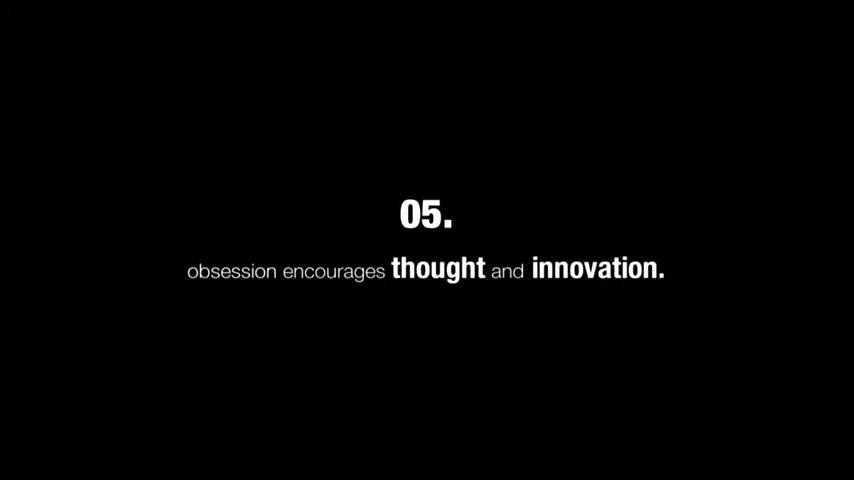 05.
obsession encourages thought and innovation.